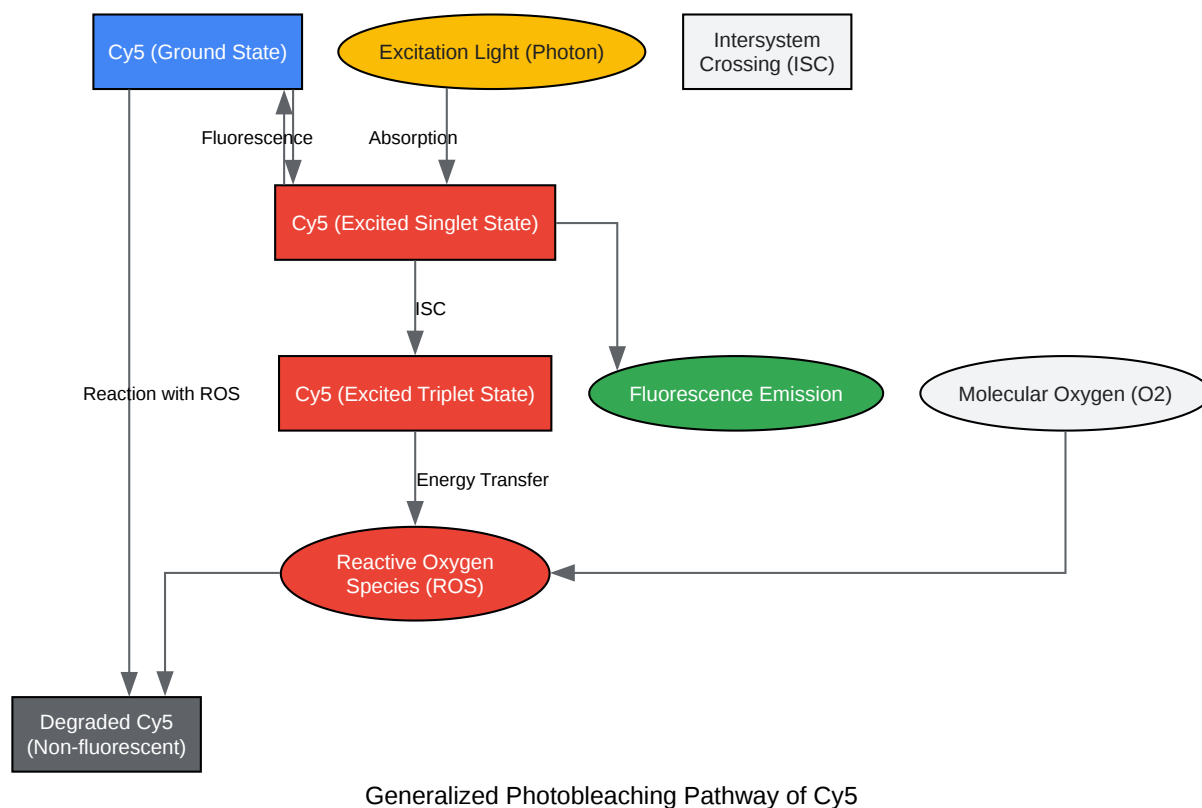 Cy5 (Ground State)
Excitation Light (Photon)
Intersystem
Crossing (ISC)
Fluorescence
Absorption
Cy5 (Excited Singlet State)
ISC
Cy5 (Excited Triplet State)
Fluorescence Emission
Molecular Oxygen (O2)
Reaction with ROS
Energy Transfer
Reactive Oxygen
Species (ROS)
Degraded Cy5
(Non-fluorescent)
Generalized Photobleaching Pathway of Cy5